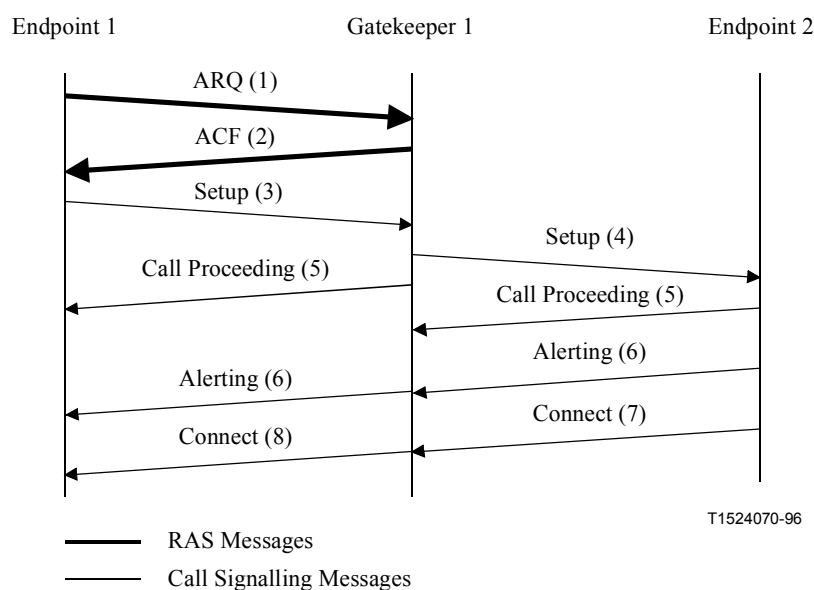 Endpoint 1 Gatekeeper 1 Endpoint 2
ARQ (1)
ACF (2)
Setup (3)
Setup (4)
Call Proceeding (5)
Call Proceeding (5)
Alerting (6)
Alerting (6)
Connect (7)
Connect (8)
T1524070-96
RAS Messages
Call Signalling Messages